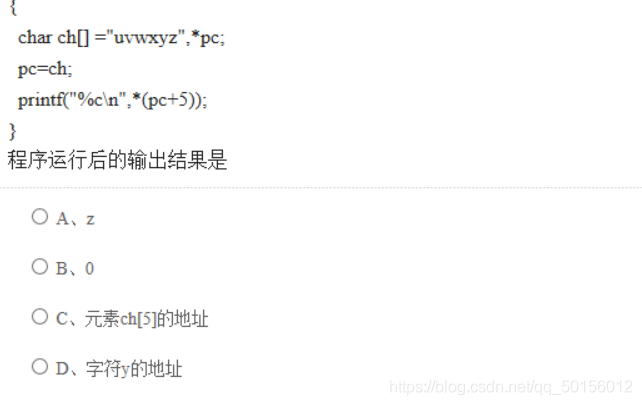 {
char ch[] ="uvwxyz",*pc;
pc=ch;
printf("%c\n",*(pc+5));
}
程序运行后的输出结果是
A、z
B、0
C、元素ch[5]的地址
D、字符y的地址
https://blog.csdn.net/qq_50156012